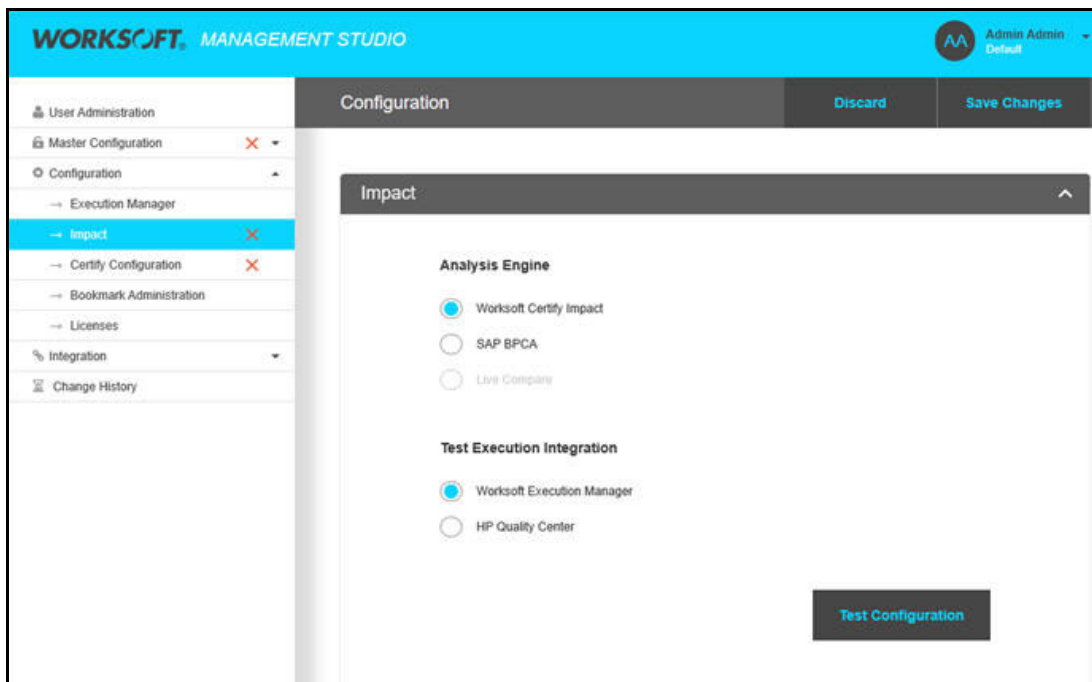 WORKSOFT® MANAGEMENT STUDIO
AA
Admin Admin
Default
User Administration
Master Configuration
Configuration
→ Execution Manager
→ Impact
→ Certify Configuration
→ Bookmark Administration
→ Licenses
Integration
Change History
Configuration
Discard
Save Changes
Impact
Analysis Engine
Worksoft Certify Impact
SAP BPCA
Live Compare
Test Execution Integration
Worksoft Execution Manager
HP Quality Center
Test Configuration